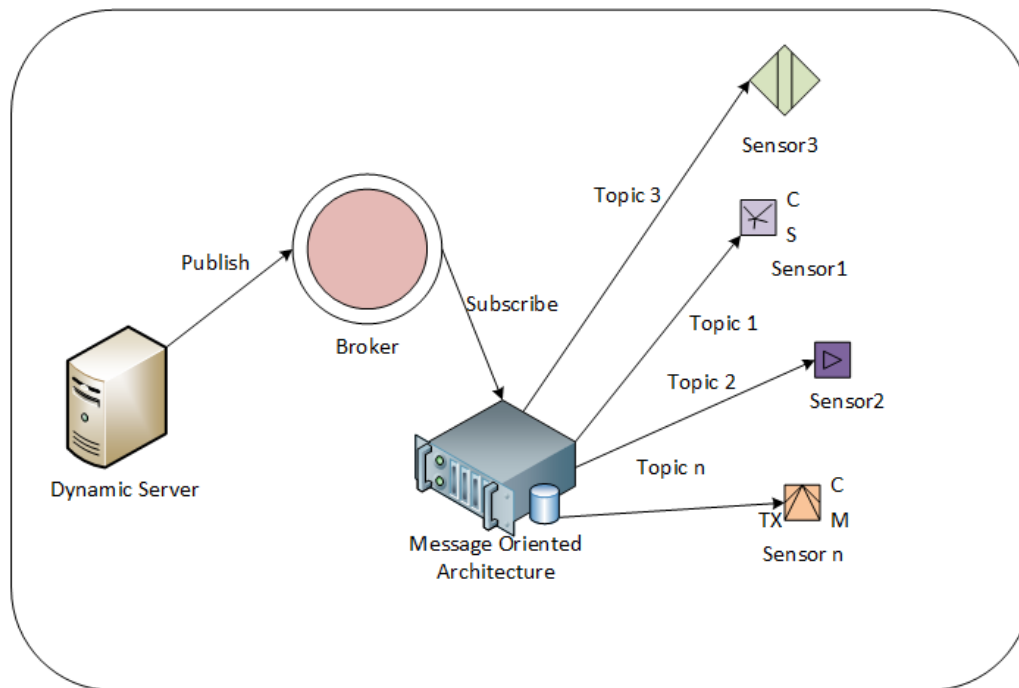 Sensor3
Topic 3
C
S
Sensor1
Publish
Subscribe
Topic 1
Broker
Topic 2
Sensor2
Topic n
Dynamic Server
C
TX
M
Message Oriented
Architecture
Sensor n